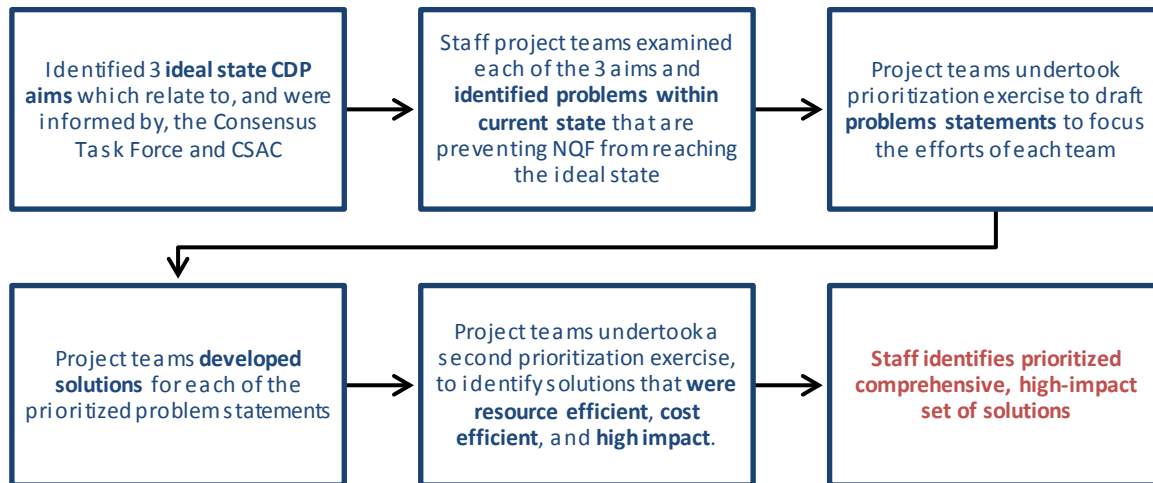 Identified 3 ideal state CDP
aims which relate to, and were
informed by, the Consensus
Task Force and CSAC
Staff project teams examined
each of the 3 aims and
identified problems within
current state that are
preventing NQF from reaching
the ideal state
Project teams undertook
prioritization exercise to draft
problems statements to focus
the efforts of each team
Project teams developed
solutions for each of the
prioritized problem statements
Project teams undertook a
second prioritization exercise,
to identify solutions that were
resource efficient, cost
efficient, and high impact.
Staff identifies prioritized
comprehensive, high-impact
set of solutions